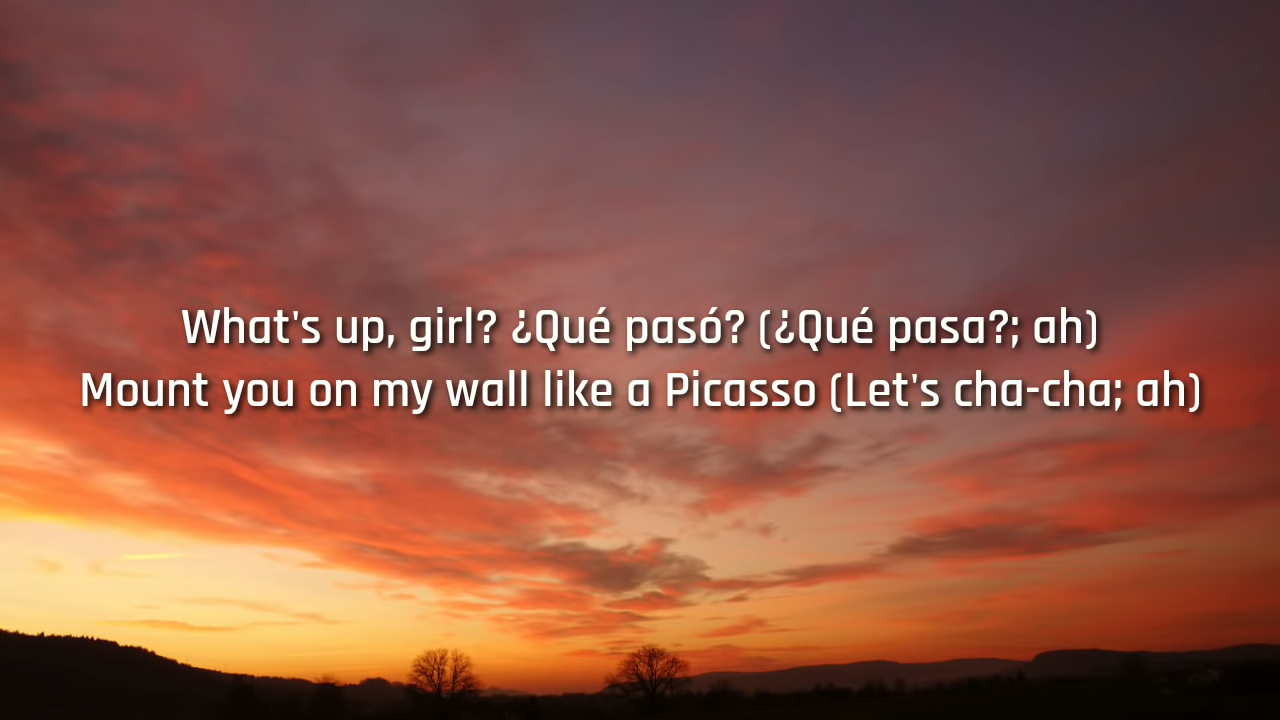 What's up, girl? ¿Qué pasó? (¿Qué pasa?; ah)
Mount you on my wall like a Picasso (Let's cha-cha; ah)